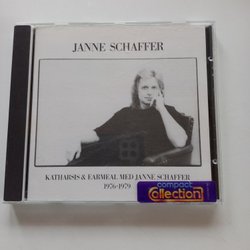 JANNE SCHAFFER
KATHARSIS & EARMEAL MED JANNE SCHAFFER
1976-1979
compact
Collection